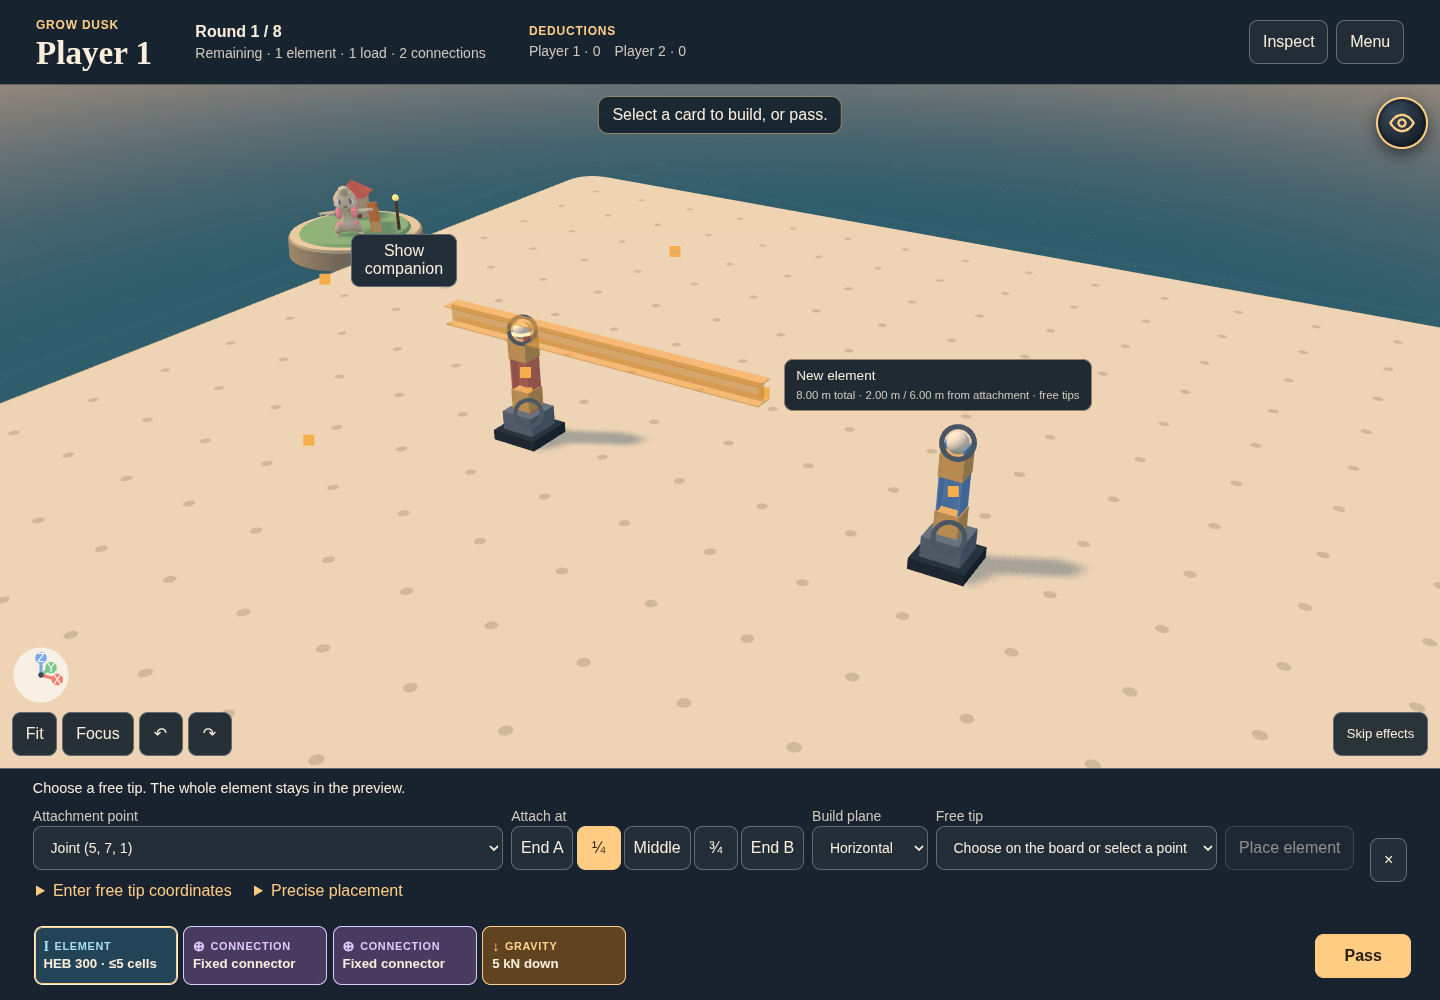 GROW DUSK
Player 1
Round 1 / 8
Remaining · 1 element · 1 load · 2 connections
DEDUCTIONS
Player 1 · 0 Player 2 · 0
Inspect
Menu
Select a card to build, or pass.
Show
companion
New element
8.00 m total · 2.00 m / 6.00 m from attachment · free tips
Z
Y
X
Fit
Focus
↶
↷
Skip effects
Choose a free tip. The whole element stays in the preview.
Attachment point
Attach at
Build plane
Free tip
Joint (5, 7, 1)
End A
¼
Middle
¾
End B
Horizontal
Choose on the board or select a point
Place element
×
Enter free tip coordinates
Precise placement
I ELEMENT
HEB 300 · ≤5 cells
⊕ CONNECTION
Fixed connector
⊕ CONNECTION
Fixed connector
↓ GRAVITY
5 kN down
Pass